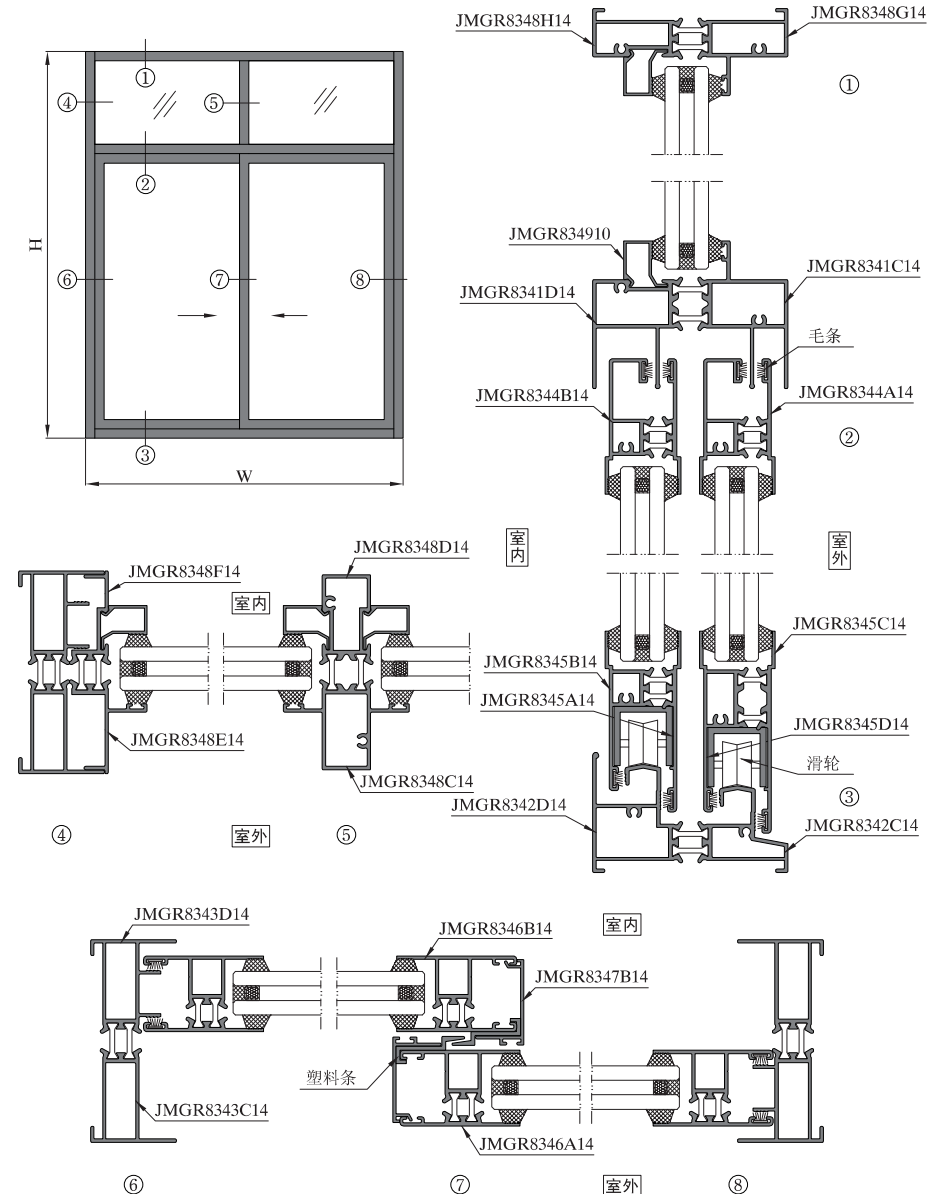 ①
④
⑤
②
H
⑥
⑦
⑧
③
W
JMGR8348H14
JMGR8348G14
①
JMGR834910
JMGR8341C14
JMGR8341D14
毛条
JMGR8344B14
JMGR8344A14
②
室内
室外
JMGR8345C14
JMGR8345B14
JMGR8345A14
JMGR8345D14
滑轮
③
JMGR8342D14
JMGR8342C14
JMGR8348D14
JMGR8348F14
室内
JMGR8348E14
JMGR8348C14
④
室外
⑤
JMGR8343D14
JMGR8346B14
室内
JMGR8347B14
塑料条
JMGR8343C14
JMGR8346A14
⑥
⑦
室外
⑧